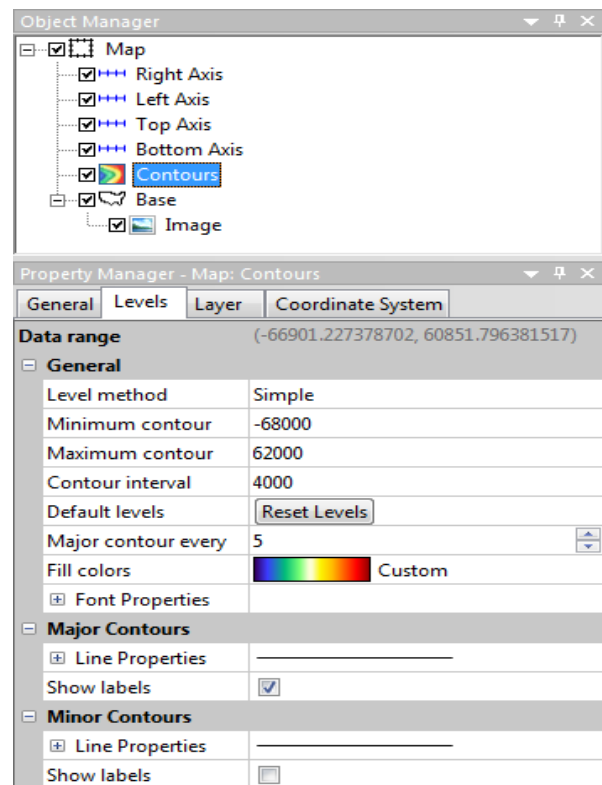 Object Manager
Map
Right Axis
Left Axis
Top Axis
Bottom Axis
Contours
Base
Image
Property Manager - Map: Contours
General Levels Layer Coordinate System
Data range (-66901.227378702, 60851.796381517)
General
Level method Simple
Minimum contour -68000
Maximum contour 62000
Contour interval 4000
Default levels Reset Levels
Major contour every 5
Fill colors Custom
Font Properties
Major Contours
Line Properties
Show labels
Minor Contours
Line Properties
Show labels